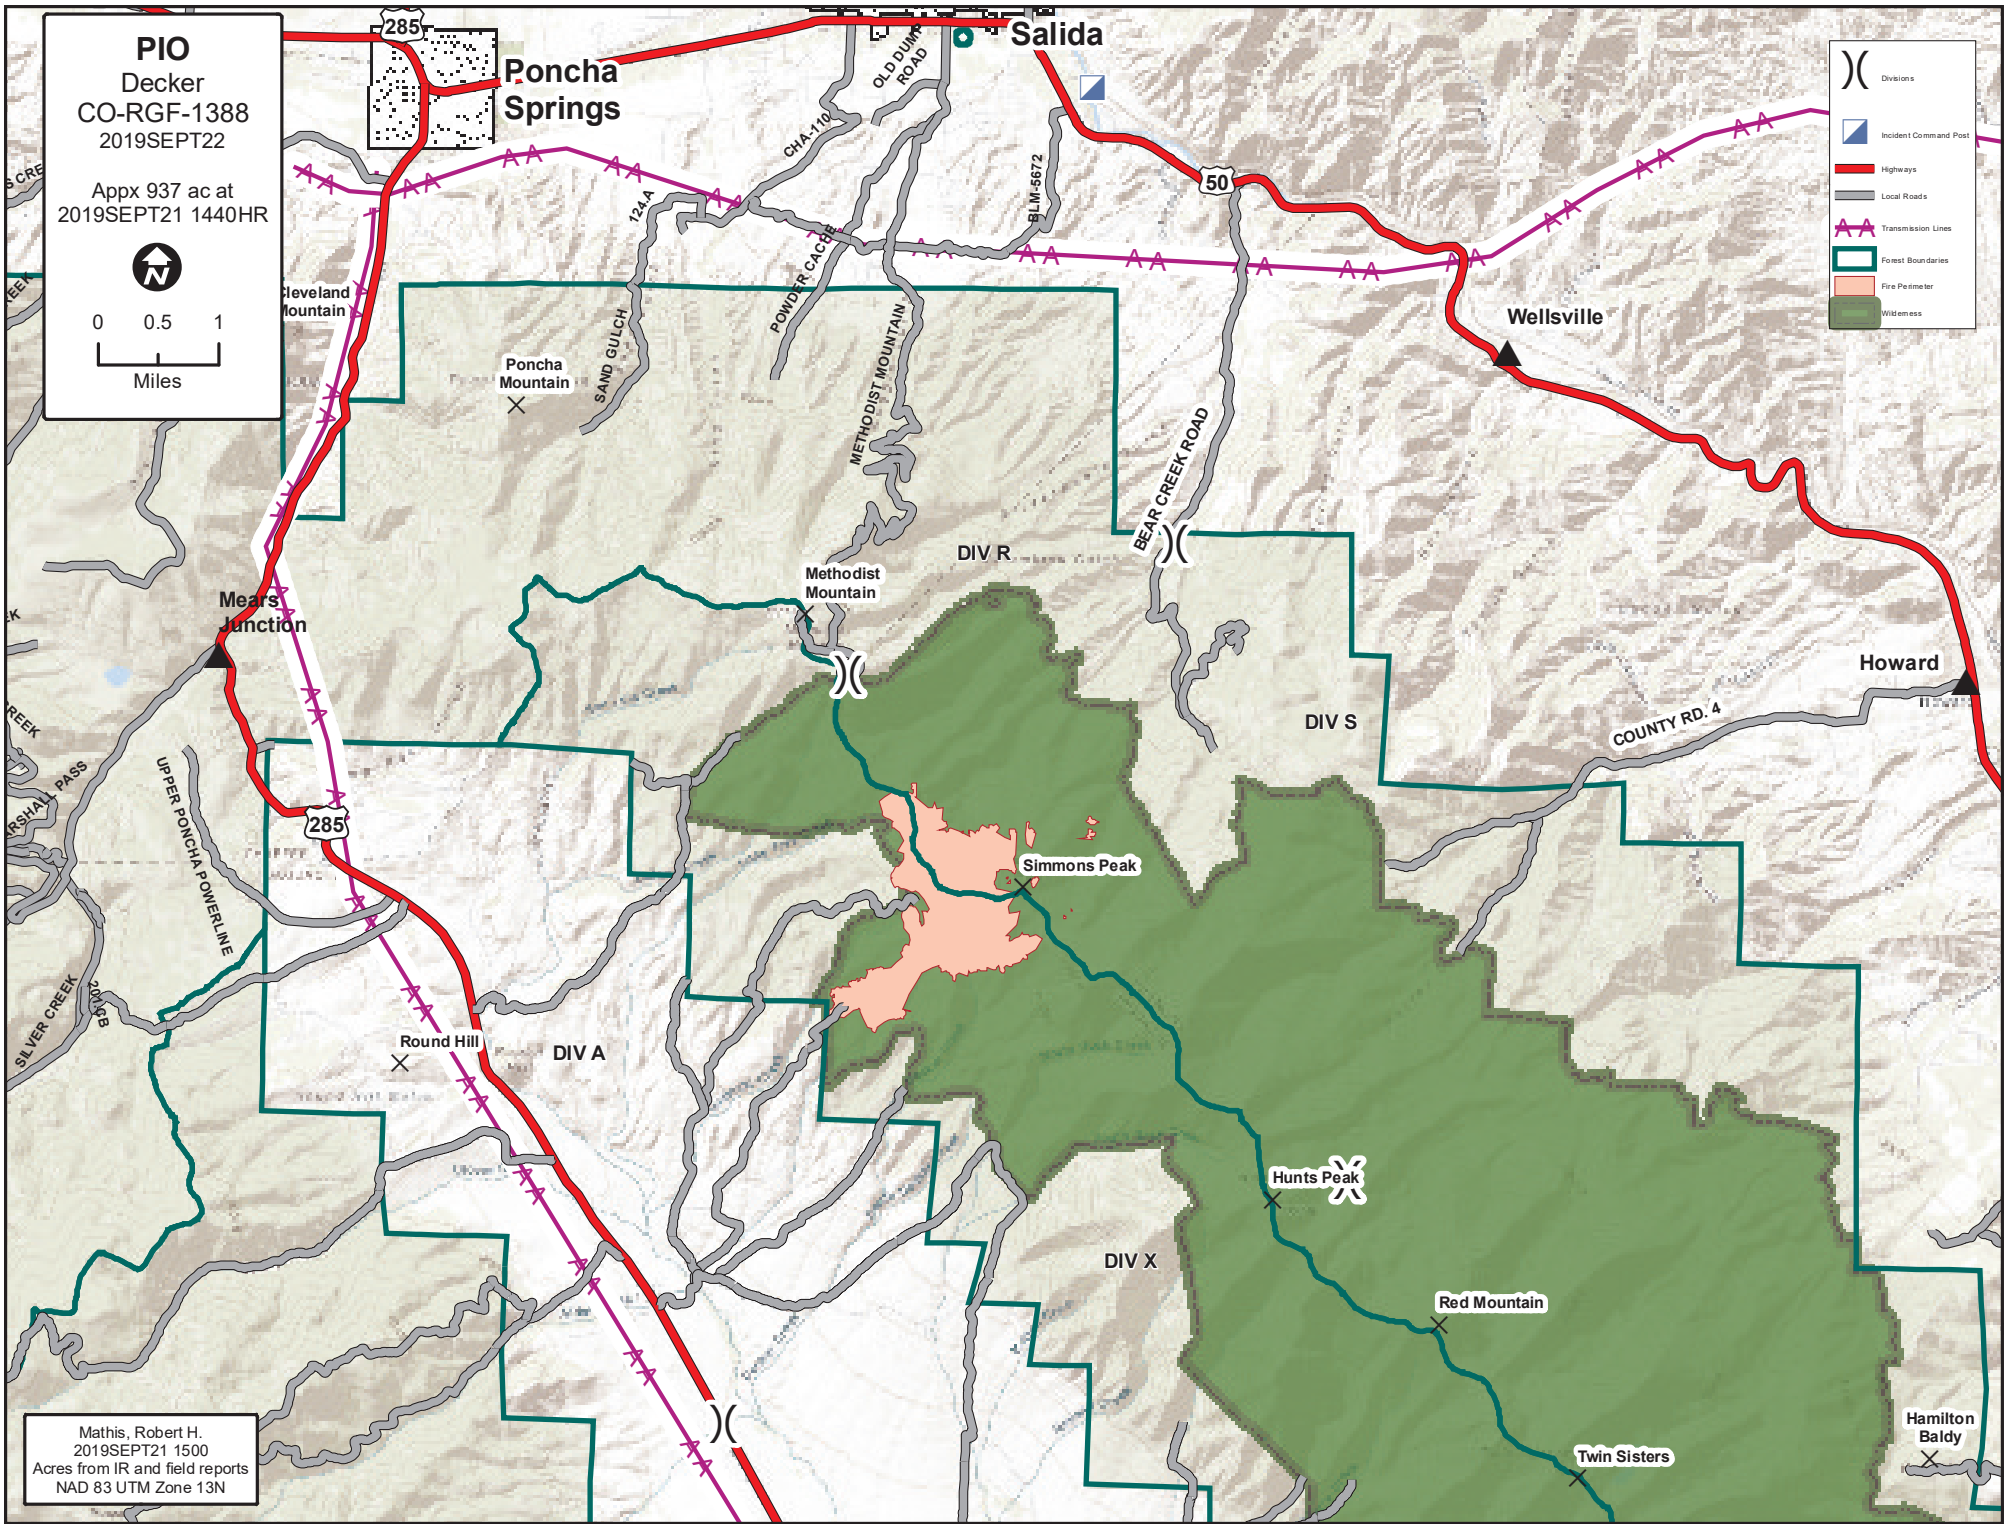 PIO
Decker
CO-RGF-1388
2019SEPT22
Appx 937 ac at
2019SEPT21 1440HR
N
0 0.5 1
Miles
285
Poncha
Springs
Salida
OLD DUMP
ROAD
CHA-110
124.A
BLM-5672
50
POWDER CACHE
SAND GULCH
METHODIST MOUNTAIN
BEAR CREEK ROAD
Cleveland
Mountain
Poncha
Mountain
Wellsville
Divisions
Incident Command Post
Highways
Local Roads
Transmission Lines
Forest Boundaries
Fire Perimeter
Wilderness
DIV R
Methodist
Mountain
Mears
Junction
Howard
COUNTY RD. 4
DIV S
CREEK
UPPER PONCHA POWERLINE
285
Simmons Peak
SILVER CREEK
201.CB
Round Hill
DIV A
Hunts Peak
DIV X
Red Mountain
Twin Sisters
Hamilton
Baldy
Mathis, Robert H.
2019SEPT21 1500
Acres from IR and field reports
NAD 83 UTM Zone 13N